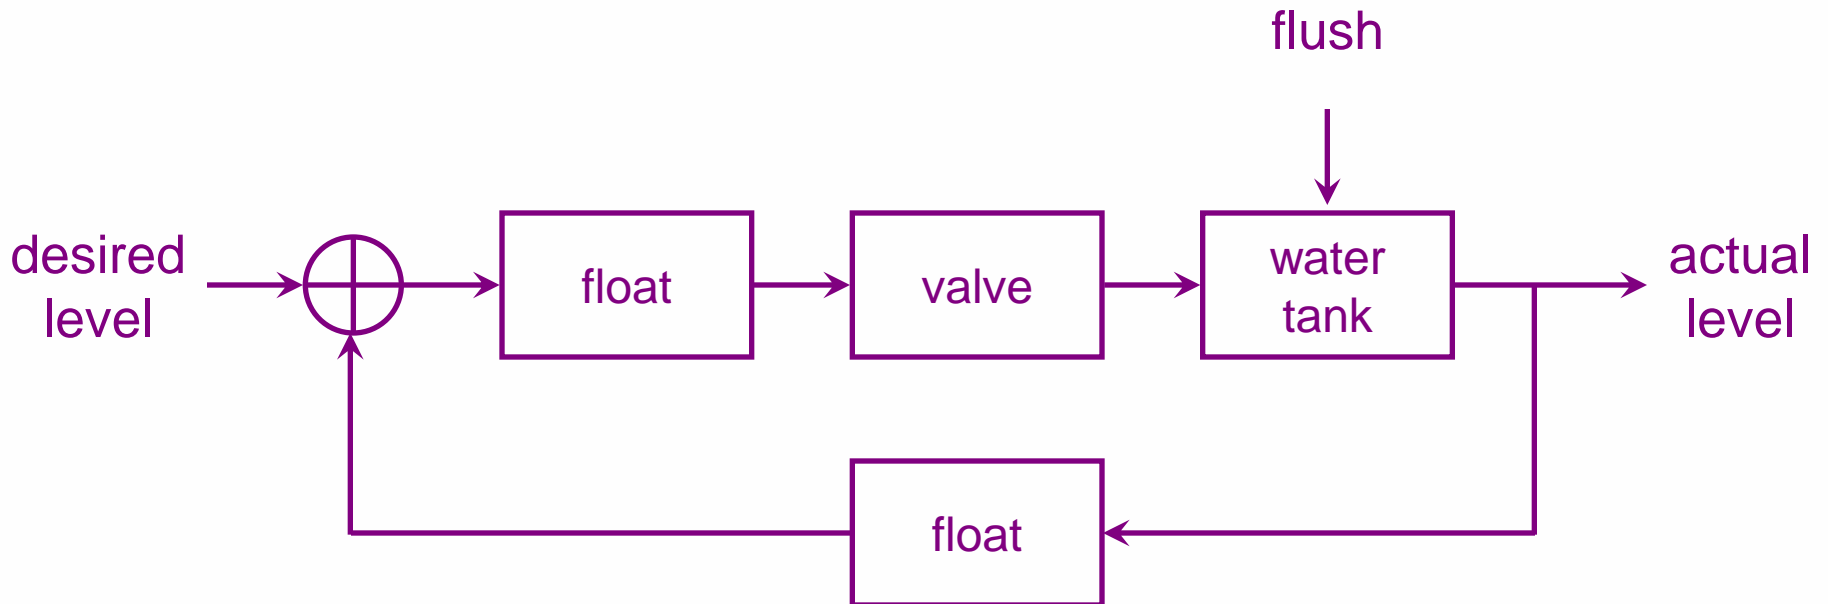 flush
desired
level
float
valve
water
tank
actual
level
float